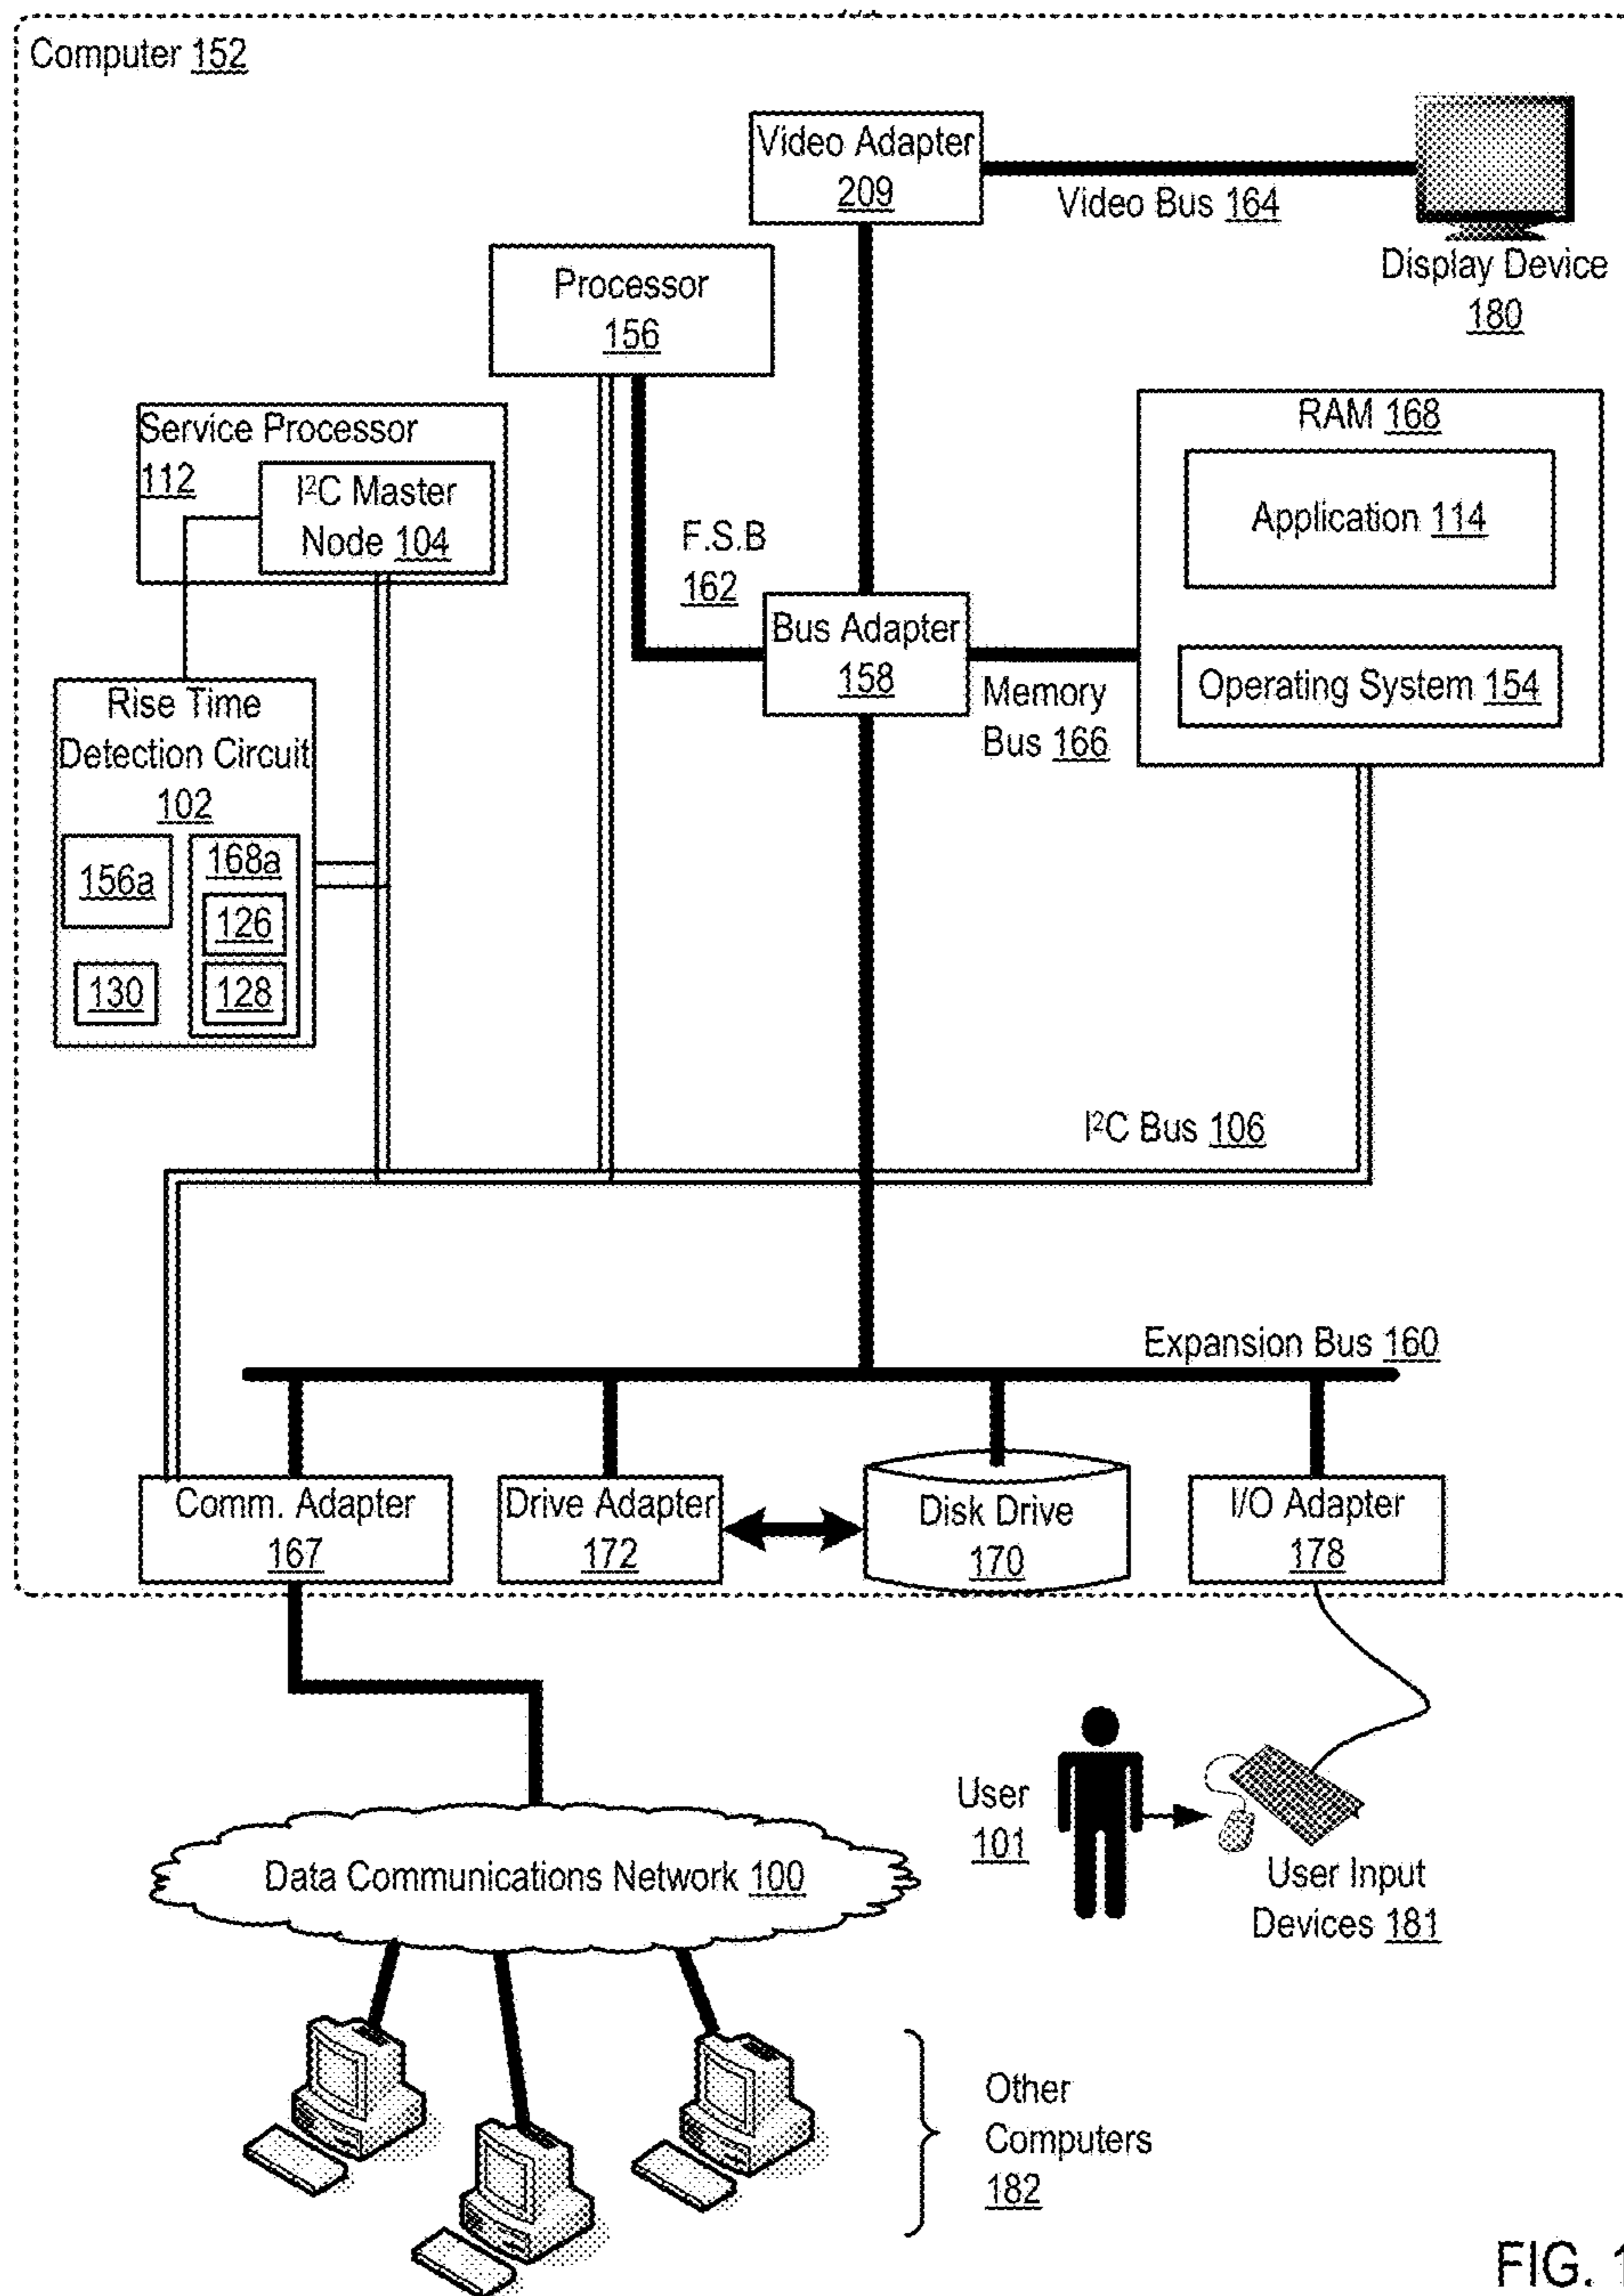 Computer 152
Video Adapter
209
Video Bus 164
Display Device
180
Processor
156
Service Processor
112
I²C Master
Node 104
RAM 168
Application 114
Operating System 154
F.S.B
162
Bus Adapter
158
Memory
Bus 166
Rise Time
Detection Circuit
102
156a
168a
126
128
130
I²C Bus 106
Expansion Bus 160
Comm. Adapter
167
Drive Adapter
172
Disk Drive
170
I/O Adapter
178
User
101
User Input
Devices 181
Data Communications Network 100
Other
Computers
182
FIG. 1